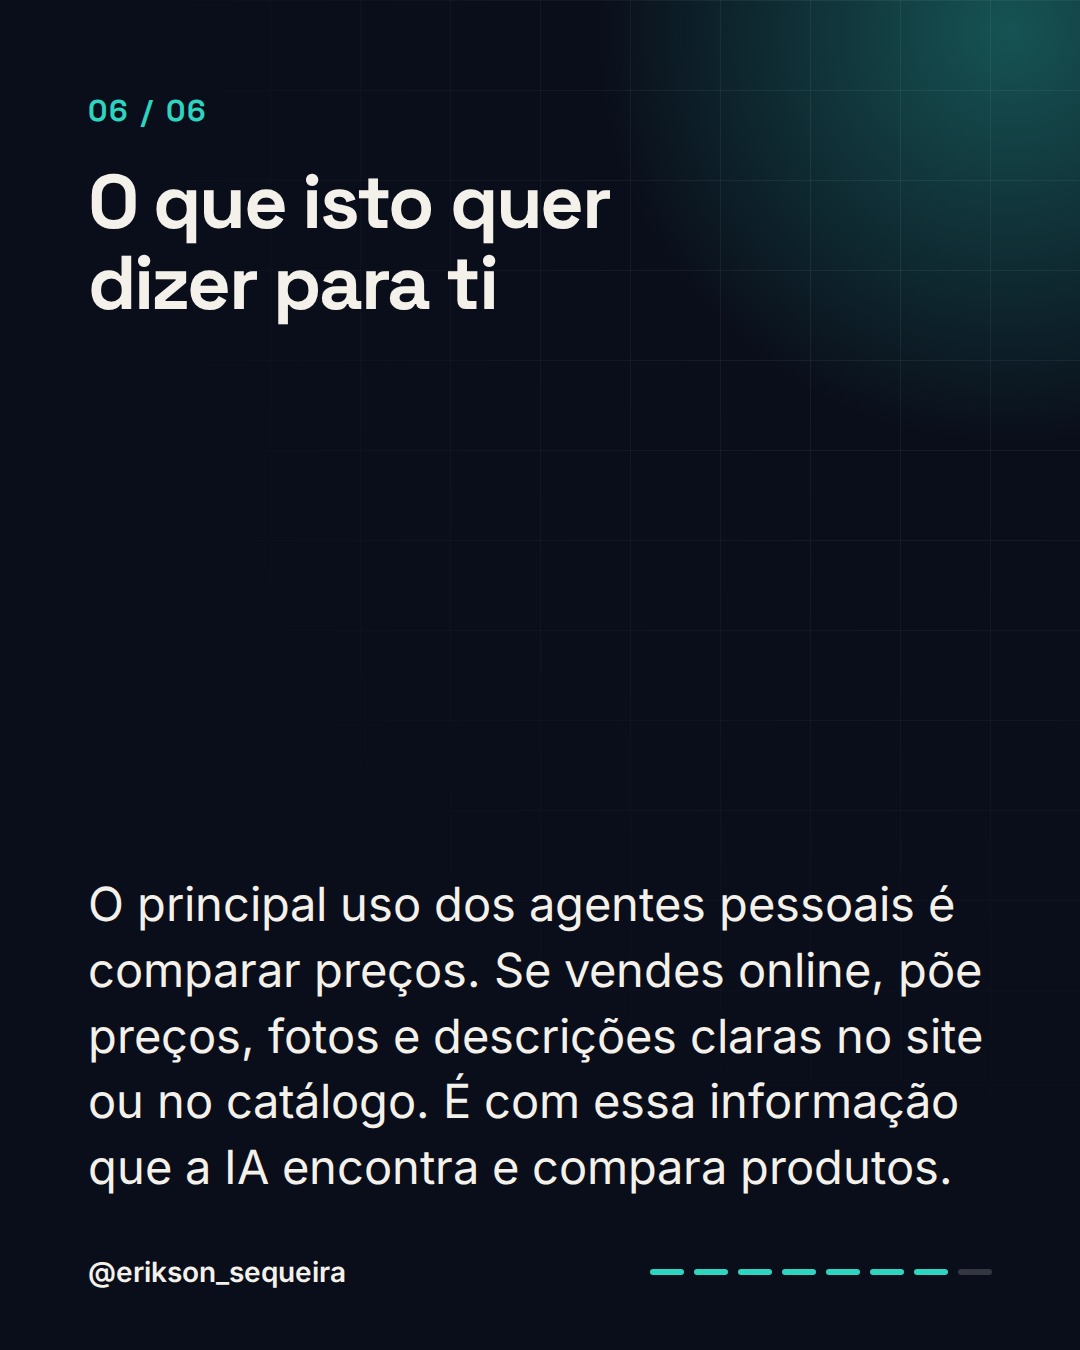 06 / 06
O que isto quer
dizer para ti
O principal uso dos agentes pessoais é
comparar preços. Se vendes online, põe
preços, fotos e descrições claras no site
ou no catálogo. É com essa informação
que a IA encontra e compara produtos.
@erikson_sequeira